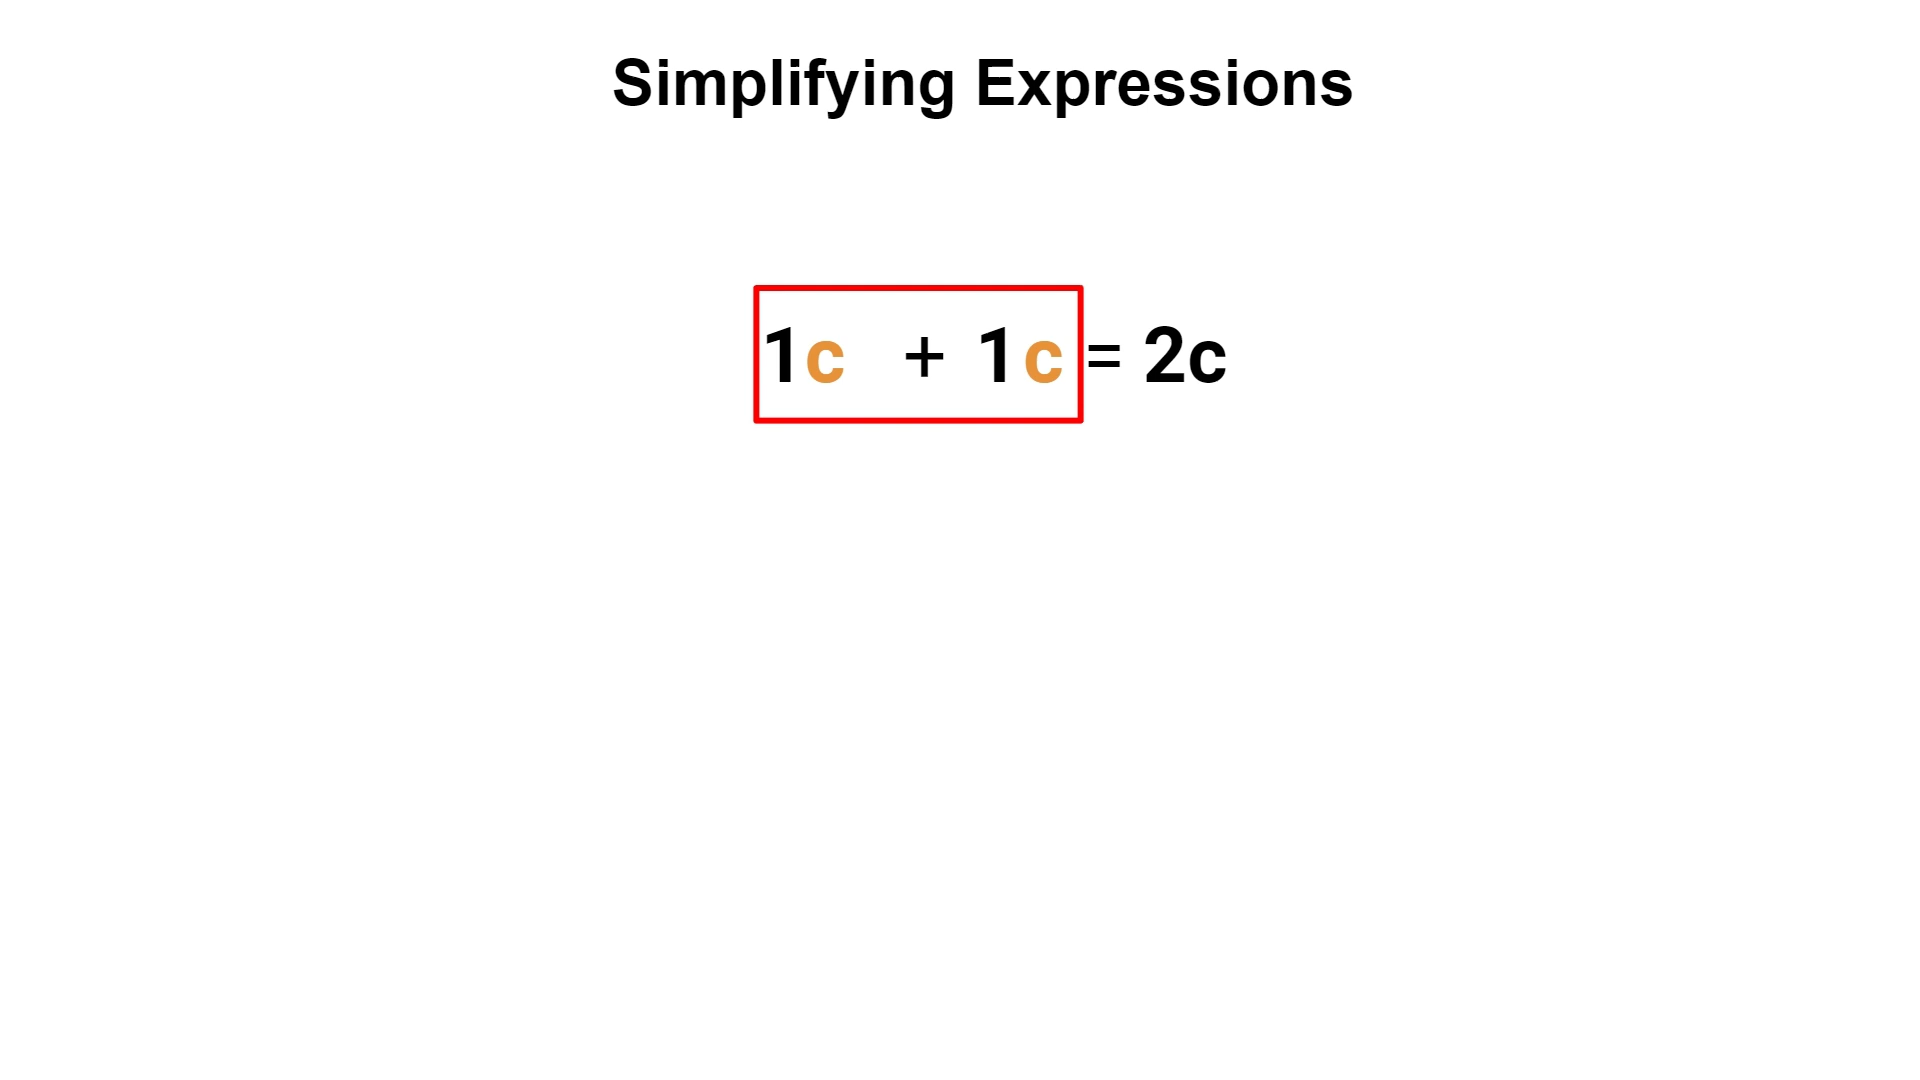 Simplifying Expressions
1c + 1c = 2c